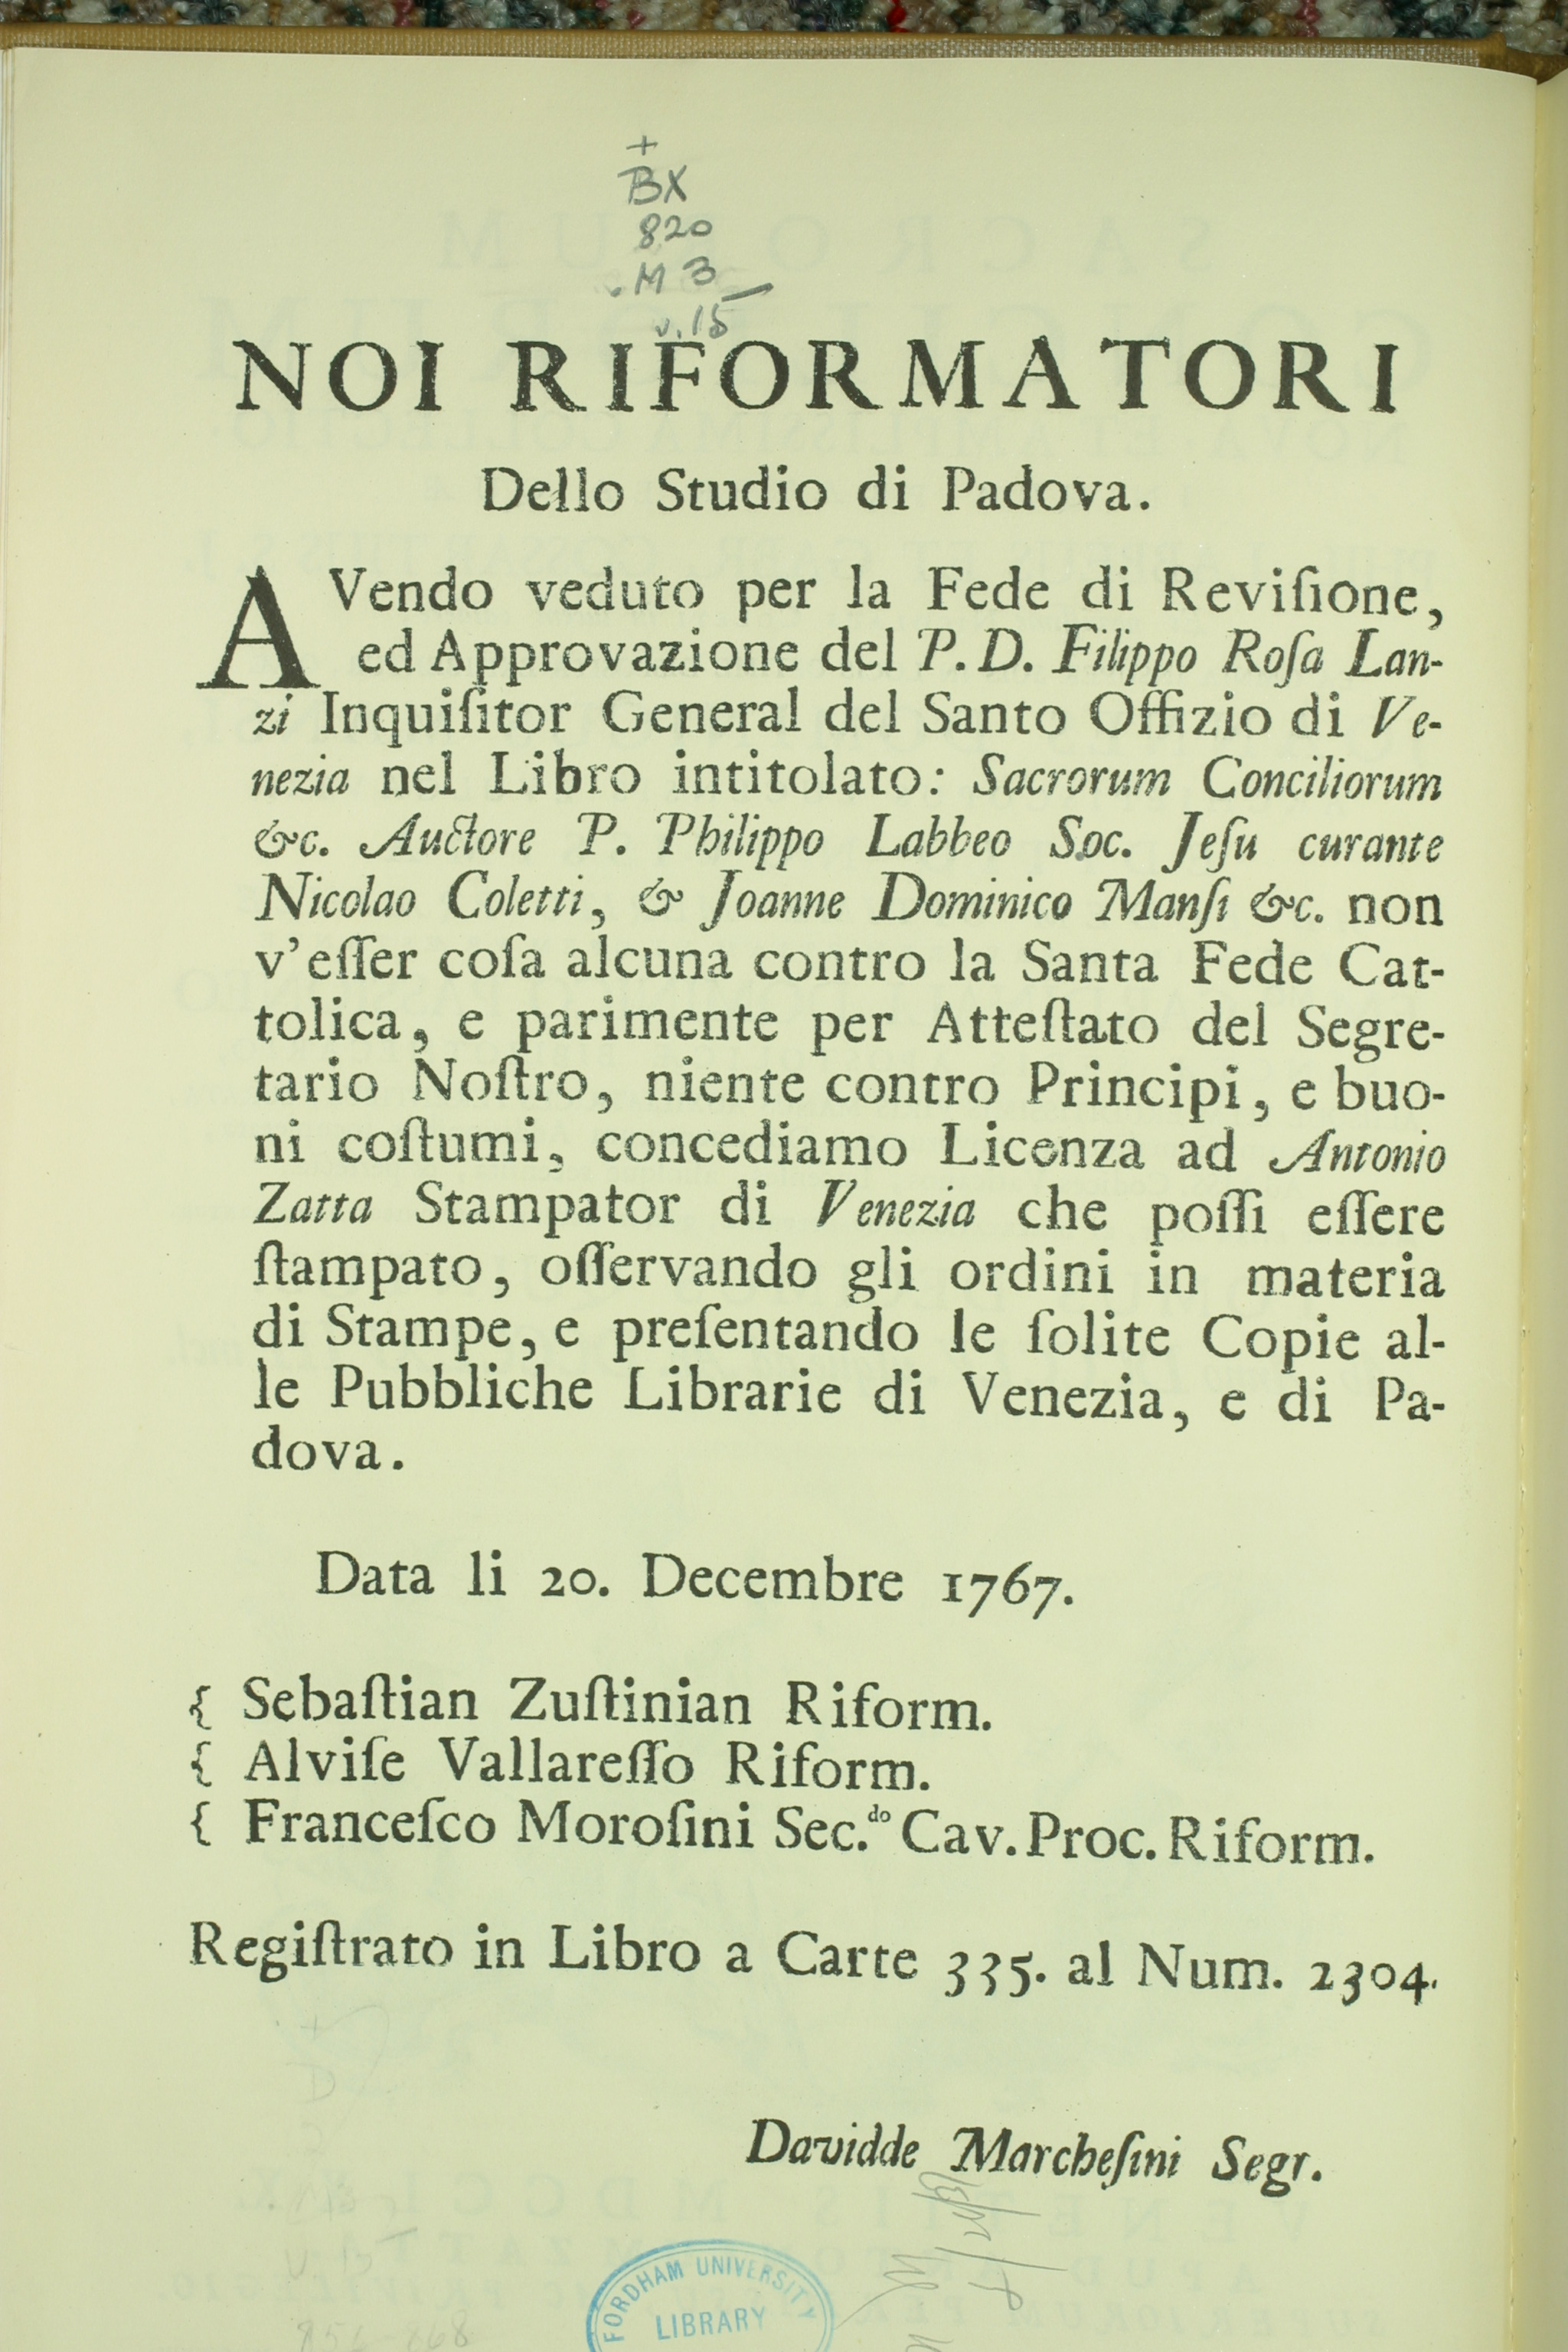 +
BX
820
.M3
v.15
NOI RIFORMATORI
Dello Studio di Padova.
AVendo veduto per la Fede di Reviſione,
ed Approvazione del P. D. Filippo Roſa Lan-
zi Inquiſitor General del Santo Offizio di Ve-
nezia nel Libro intitolato: Sacrorum Conciliorum
&c. Auctore P. Philippo Labbeo Soc. Jeſu curante
Nicolao Coletti, & Joanne Dominico Manſi &c. non
v'eſſer coſa alcuna contro la Santa Fede Cat-
tolica, e parimente per Atteſtato del Segre-
tario Noſtro, niente contro Principi, e buo-
ni coſtumi, concediamo Licenza ad Antonio
Zatta Stampator di Venezia che poſſi eſſere
ſtampato, oſſervando gli ordini in materia
di Stampe, e preſentando le ſolite Copie al-
le Pubbliche Librarie di Venezia, e di Pa-
dova.
Data li 20. Decembre 1767.
{ Sebaſtian Zuſtinian Riform.
{ Alviſe Vallareſſo Riform.
{ Franceſco Moroſini Sec.do Cav. Proc. Riform.
Regiſtrato in Libro a Carte 335. al Num. 2304.
Davidde Marcheſini Segr.
FORDHAM UNIVERSITY
LIBRARY